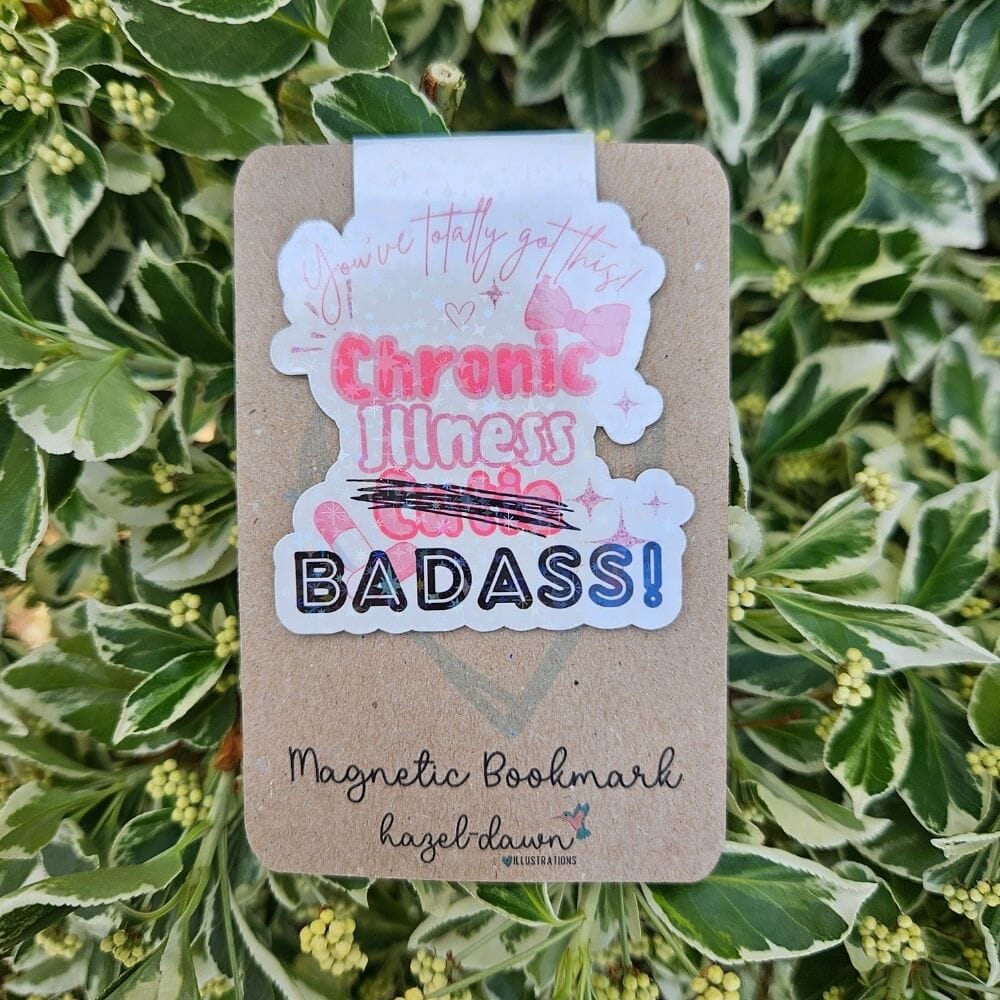 You've totally got this!
Chronic
Illness
Cutie
BADASS!
Magnetic Bookmark
hazel-dawn
ILLUSTRATIONS